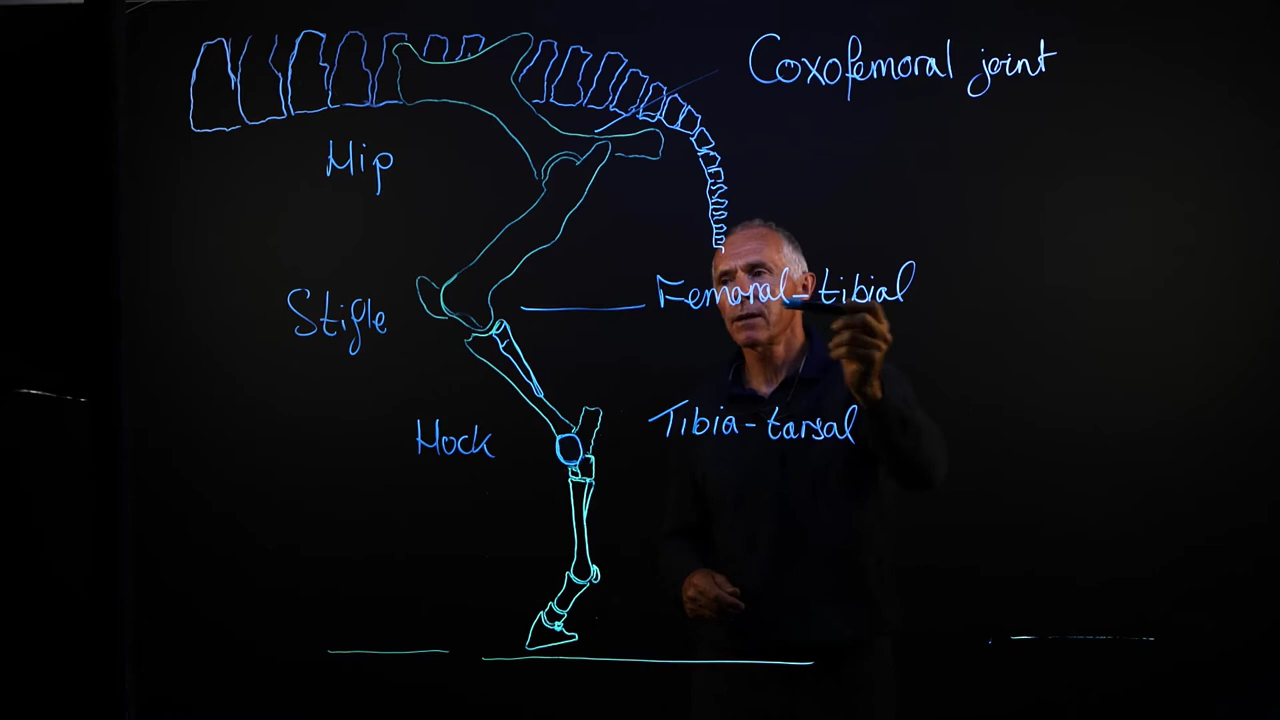 Coxofemoral joint
Hip
Femoral-tibial
Stifle
Tibia-tarsal
Hock